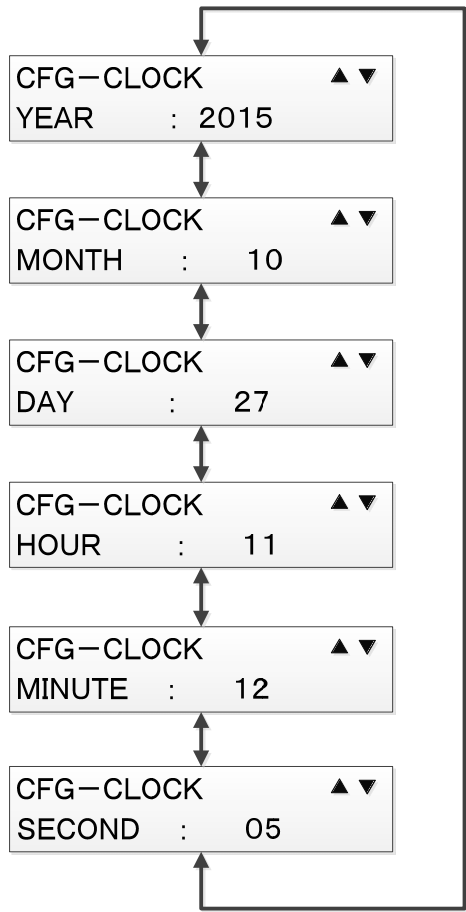 CFG－CLOCK ▲ ▼
YEAR : 2015
CFG－CLOCK ▲ ▼
MONTH : 10
CFG－CLOCK ▲ ▼
DAY : 27
CFG－CLOCK ▲ ▼
HOUR : 11
CFG－CLOCK ▲ ▼
MINUTE : 12
CFG－CLOCK ▲ ▼
SECOND : 05